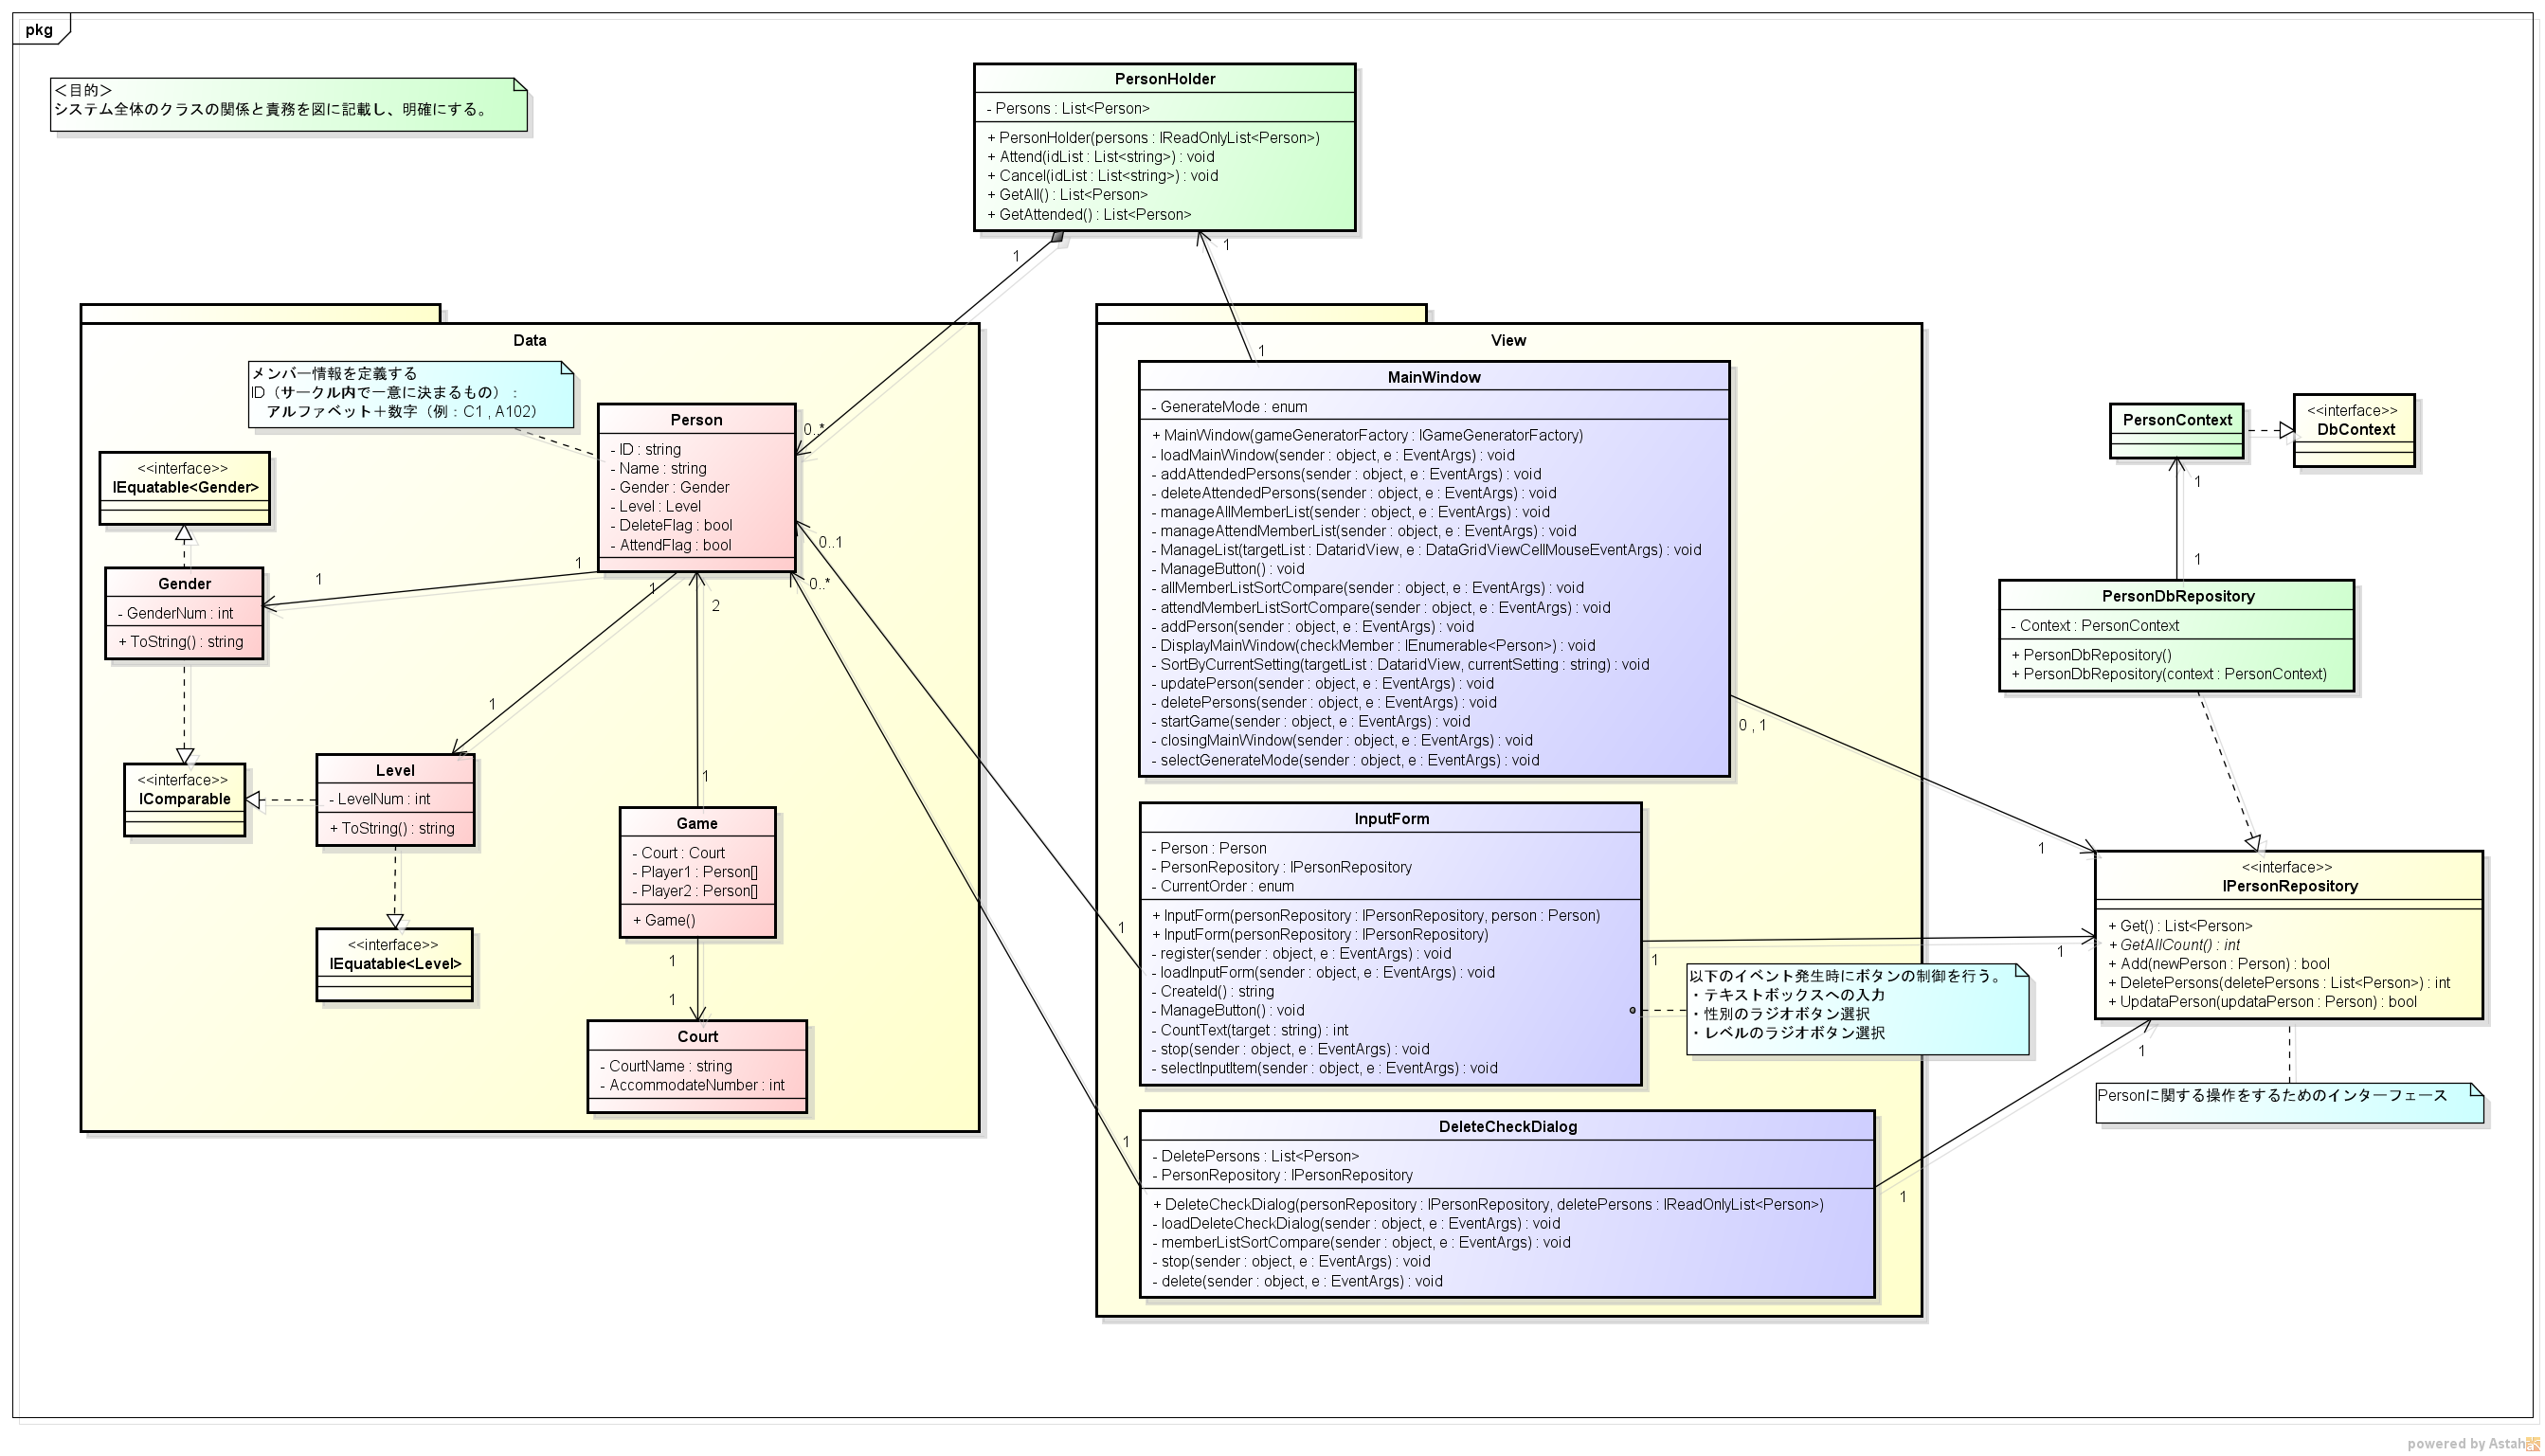 pkg
＜目的＞
システム全体のクラスの関係と責務を図に記載し、明確にする。
PersonHolder
- Persons : List<Person>
+ PersonHolder(persons : IReadOnlyList<Person>)
+ Attend(idList : List<string>) : void
+ Cancel(idList : List<string>) : void
+ GetAll() : List<Person>
+ GetAttended() : List<Person>
1
0..*
1
1
Data
メンバー情報を定義する
ID（サークル内で一意に決まるもの）：
アルファベット＋数字（例：C1 , A102）
Person
- ID : string
- Name : string
- Gender : Gender
- Level : Level
- DeleteFlag : bool
- AttendFlag : bool
<<interface>>
IEquatable<Gender>
Gender
- GenderNum : int
+ ToString() : string
1
1
1
1
<<interface>>
IComparable
Level
- LevelNum : int
+ ToString() : string
<<interface>>
IEquatable<Level>
2
1
Game
- Court : Court
- Player1 : Person[]
- Player2 : Person[]
+ Game()
1
1
Court
- CourtName : string
- AccommodateNumber : int
0..1
0..*
1
1
View
MainWindow
- GenerateMode : enum
+ MainWindow(gameGeneratorFactory : IGameGeneratorFactory)
- loadMainWindow(sender : object, e : EventArgs) : void
- addAttendedPersons(sender : object, e : EventArgs) : void
- deleteAttendedPersons(sender : object, e : EventArgs) : void
- manageAllMemberList(sender : object, e : EventArgs) : void
- manageAttendMemberList(sender : object, e : EventArgs) : void
- ManageList(targetList : DataridView, e : DataGridViewCellMouseEventArgs) : void
- ManageButton() : void
- allMemberListSortCompare(sender : object, e : EventArgs) : void
- attendMemberListSortCompare(sender : object, e : EventArgs) : void
- addPerson(sender : object, e : EventArgs) : void
- DisplayMainWindow(checkMember : IEnumerable<Person>) : void
- SortByCurrentSetting(targetList : DataridView, currentSetting : string) : void
- updatePerson(sender : object, e : EventArgs) : void
- deletePersons(sender : object, e : EventArgs) : void
- startGame(sender : object, e : EventArgs) : void
- closingMainWindow(sender : object, e : EventArgs) : void
- selectGenerateMode(sender : object, e : EventArgs) : void
0 , 1
1
InputForm
- Person : Person
- PersonRepository : IPersonRepository
- CurrentOrder : enum
+ InputForm(personRepository : IPersonRepository, person : Person)
+ InputForm(personRepository : IPersonRepository)
- register(sender : object, e : EventArgs) : void
- loadInputForm(sender : object, e : EventArgs) : void
- CreateId() : string
- ManageButton() : void
- CountText(target : string) : int
- stop(sender : object, e : EventArgs) : void
- selectInputItem(sender : object, e : EventArgs) : void
1
1
以下のイベント発生時にボタンの制御を行う。
・テキストボックスへの入力
・性別のラジオボタン選択
・レベルのラジオボタン選択
DeleteCheckDialog
- DeletePersons : List<Person>
- PersonRepository : IPersonRepository
+ DeleteCheckDialog(personRepository : IPersonRepository, deletePersons : IReadOnlyList<Person>)
- loadDeleteCheckDialog(sender : object, e : EventArgs) : void
- memberListSortCompare(sender : object, e : EventArgs) : void
- stop(sender : object, e : EventArgs) : void
- delete(sender : object, e : EventArgs) : void
1
1
PersonContext
<<interface>>
DbContext
1
1
PersonDbRepository
- Context : PersonContext
+ PersonDbRepository()
+ PersonDbRepository(context : PersonContext)
<<interface>>
IPersonRepository
+ Get() : List<Person>
+ GetAllCount() : int
+ Add(newPerson : Person) : bool
+ DeletePersons(deletePersons : List<Person>) : int
+ UpdataPerson(updataPerson : Person) : bool
Personに関する操作をするためのインターフェース
powered by Astah